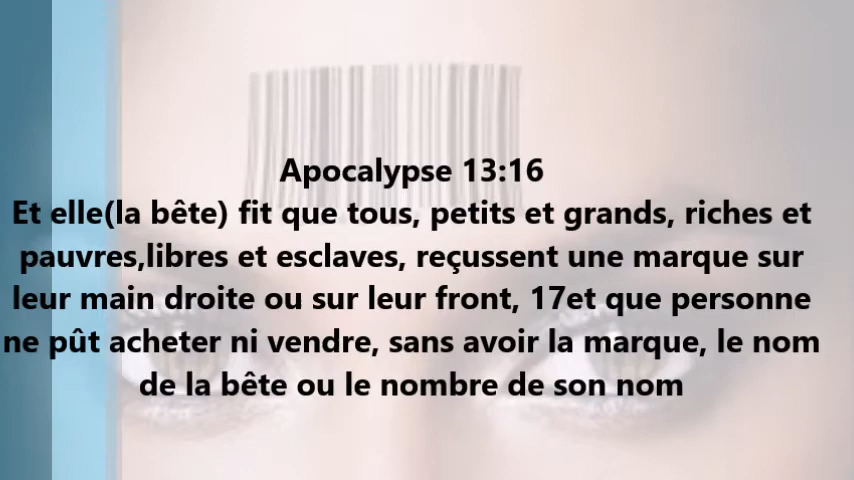 Apocalypse 13:16
Et elle(la bête) fit que tous, petits et grands, riches et
pauvres,libres et esclaves, reçussent une marque sur
leur main droite ou sur leur front, 17et que personne
ne pût acheter ni vendre, sans avoir la marque, le nom
de la bête ou le nombre de son nom